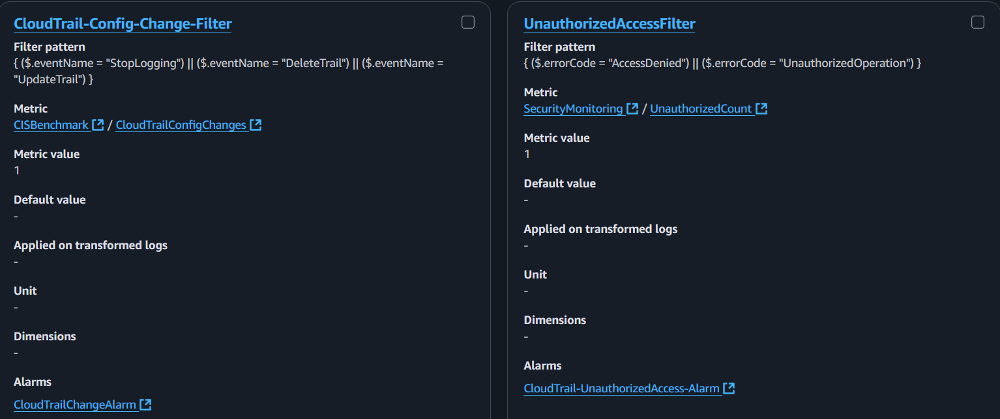 CloudTrail-Config-Change-Filter
Filter pattern
{ ($.eventName = "StopLogging") || ($.eventName = "DeleteTrail") || ($.eventName =
"UpdateTrail") }
Metric
CISBenchmark / CloudTrailConfigChanges
Metric value
1
Default value
-
Applied on transformed logs
-
Unit
-
Dimensions
-
Alarms
CloudTrailChangeAlarm
UnauthorizedAccessFilter
Filter pattern
{ ($.errorCode = "AccessDenied") || ($.errorCode = "UnauthorizedOperation") }
Metric
SecurityMonitoring / UnauthorizedCount
Metric value
1
Default value
-
Applied on transformed logs
-
Unit
-
Dimensions
-
Alarms
CloudTrail-UnauthorizedAccess-Alarm